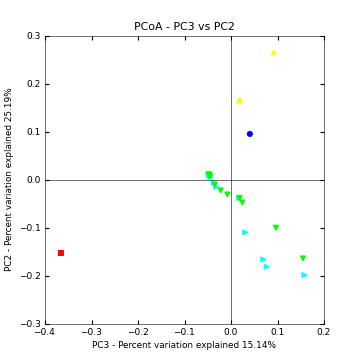 PCoA - PC3 vs PC2
PC2 - Percent variation explained 25.19%
0.3
0.2
0.1
0.0
−0.1
−0.2
−0.3
−0.4 −0.3 −0.2 −0.1 0.0 0.1 0.2
PC3 - Percent variation explained 15.14%